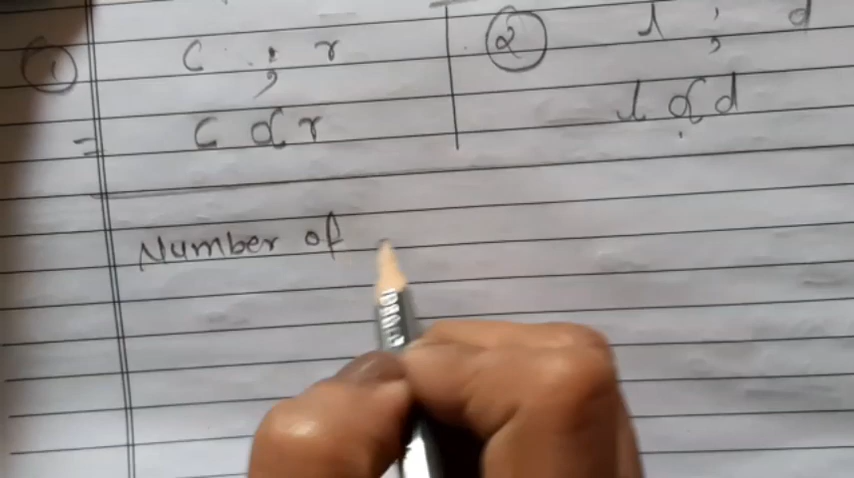 ① c ; r
② l ; d
= c ∝ r
l ∝ d
Number of